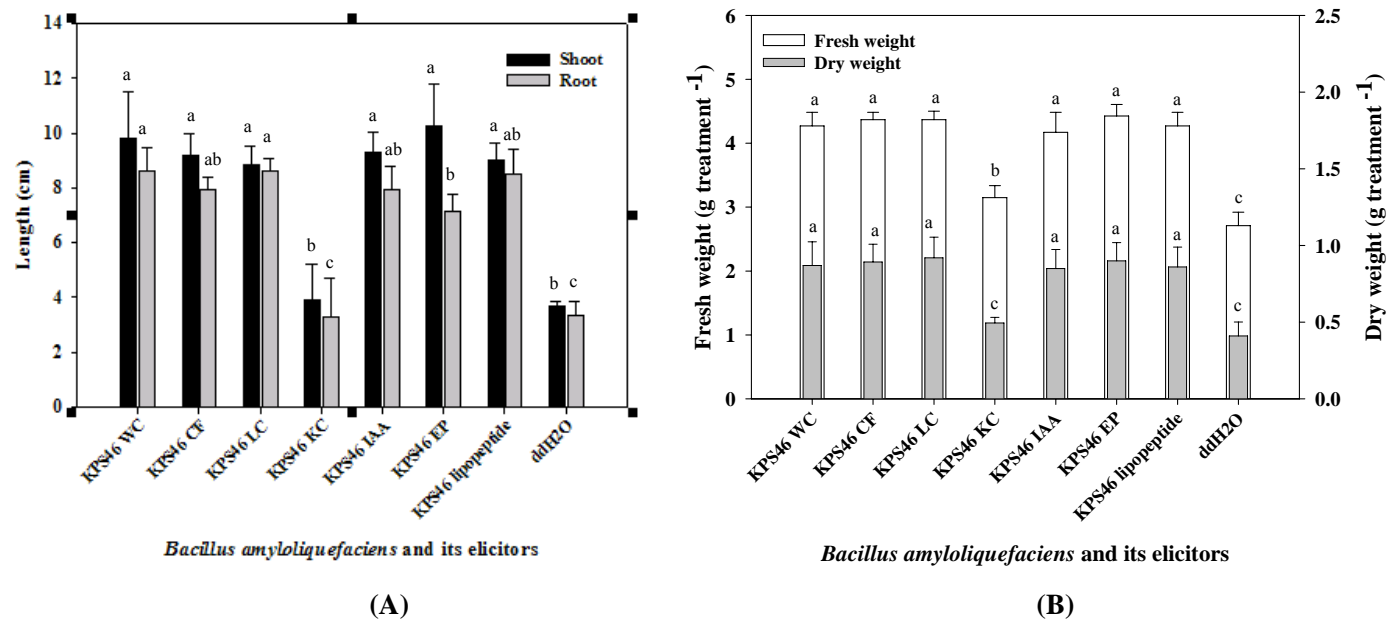 14
12
10
8
6
4
2
0
Length (cm)
Shoot
Root
a
a
a
ab
a
a
b
c
a
ab
a
b
a
ab
b
c
KPS46 WC
KPS46 CF
KPS46 LC
KPS46 KC
KPS46 IAA
KPS46 EP
KPS46 lipopeptide
ddH2O
Bacillus amyloliquefaciens and its elicitors
(A)
6
5
4
3
2
1
0
Fresh weight (g treatment -1)
Fresh weight
Dry weight
a
a
a
b
a
a
a
c
a
a
a
c
a
a
a
c
2.5
2.0
1.5
1.0
0.5
0.0
Dry weight (g treatment -1)
KPS46 WC
KPS46 CF
KPS46 LC
KPS46 KC
KPS46 IAA
KPS46 EP
KPS46 lipopeptide
ddH2O
Bacillus amyloliquefaciens and its elicitors
(B)